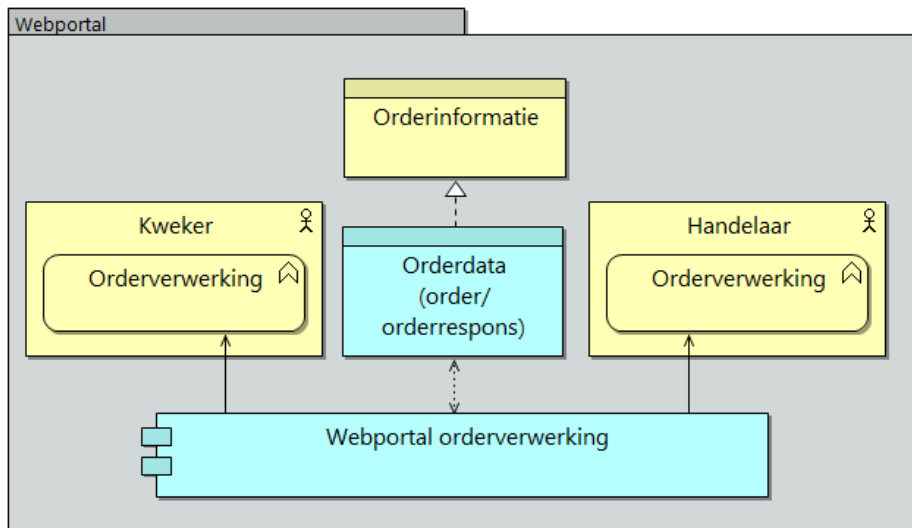 Webportal
Orderinformatie
Kweker
Orderverwerking
Orderdata
(order/
orderrespons)
Handelaar
Orderverwerking
Webportal orderverwerking